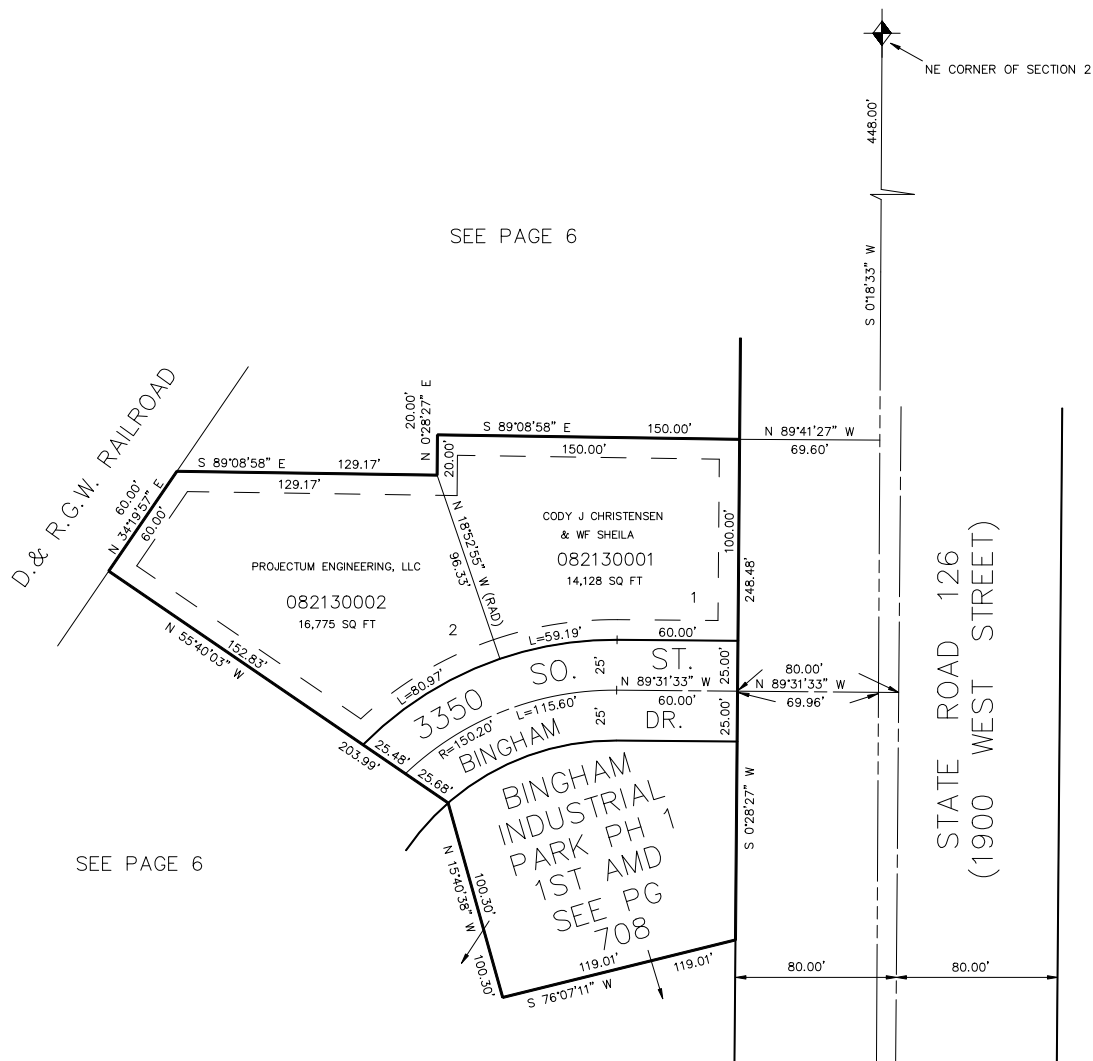 NE CORNER OF SECTION 2
448.00'
SEE PAGE 6
S 0°18'33" W
D.& R.G.W. RAILROAD
20.00'
N 0°28'27" E
S 89°08'58" E 150.00'
150.00'
N 89°41'27" W
69.60'
S 89°08'58" E 129.17'
129.17'
20.00'
60.00'
N 34°19'57" E
60.00'
N 18°52'55" W (RAD)
96.33'
CODY J CHRISTENSEN
& WF SHEILA
082130001
14,128 SQ FT
1
100.00'
248.48'
PROJECTUM ENGINEERING, LLC
082130002
16,775 SQ FT
2
152.83'
N 55°40'03" W
L=59.19'
60.00'
L=80.97'
3350 SO. ST.
25'
25.00'
N 89°31'33" W
60.00'
80.00'
N 89°31'33" W
69.96'
L=115.60'
R=150.20'
BINGHAM DR.
25'
25.00'
25.48'
203.99'
25.68'
STATE ROAD 126
(1900 WEST STREET)
BINGHAM
INDUSTRIAL
PARK PH 1
1ST AMD
SEE PG
708
S 0°28'27" W
SEE PAGE 6
100.30'
N 15°40'38" W
100.30'
119.01'
119.01'
S 76°07'11" W
80.00'
80.00'